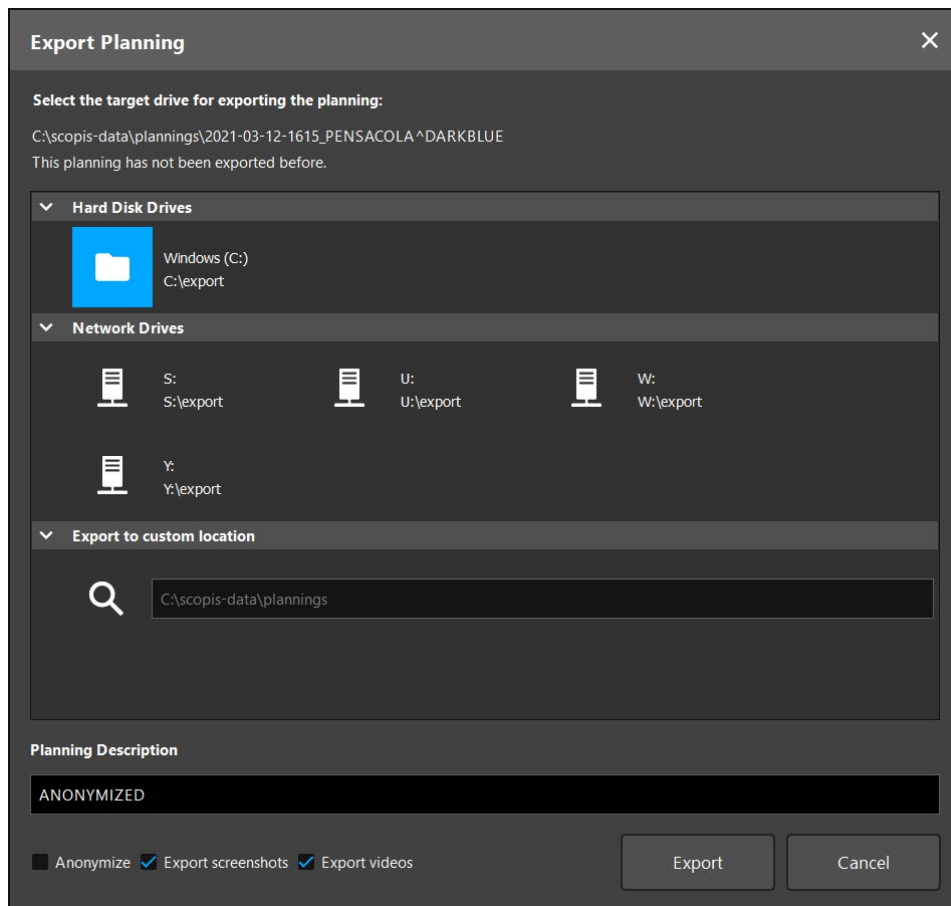 Export Planning
Select the target drive for exporting the planning:
C:\scopis-data\plannings\2021-03-12-1615_PENSACOLA^DARKBLUE
This planning has not been exported before.
Hard Disk Drives
Windows (C:)
C:\export
Network Drives
S: U: W:
S:\export U:\export W:\export
Y:
Y:\export
Export to custom location
C:\scopis-data\plannings
Planning Description
ANONYMIZED
Anonymize Export screenshots Export videos Export Cancel